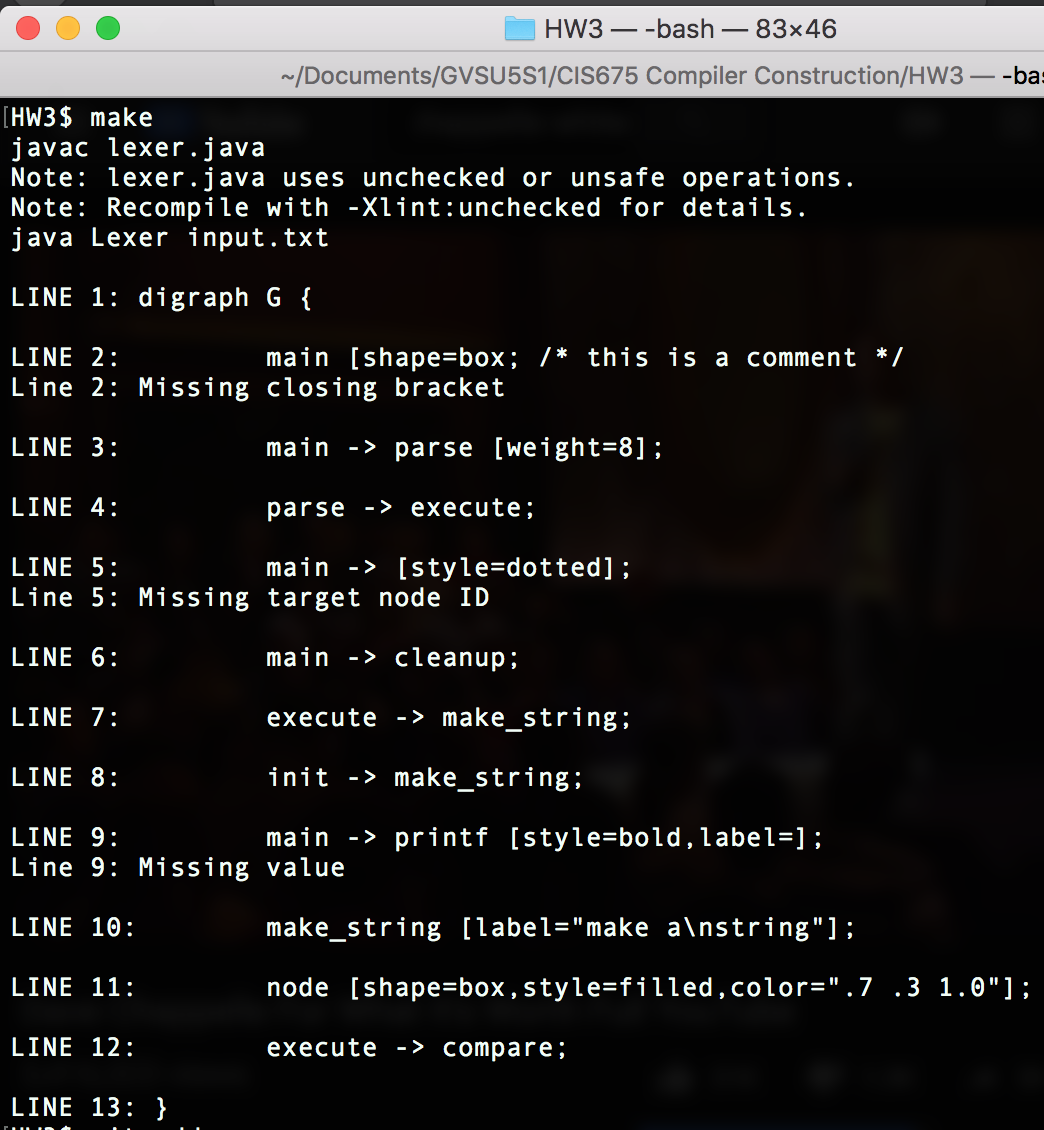 HW3 — -bash — 83×46
~/Documents/GVSU5S1/CIS675 Compiler Construction/HW3 — -bas
HW3$ make
javac lexer.java
Note: lexer.java uses unchecked or unsafe operations.
Note: Recompile with -Xlint:unchecked for details.
java Lexer input.txt
LINE 1: digraph G {
LINE 2:         main [shape=box; /* this is a comment */
Line 2: Missing closing bracket
LINE 3:         main -> parse [weight=8];
LINE 4:         parse -> execute;
LINE 5:         main -> [style=dotted];
Line 5: Missing target node ID
LINE 6:         main -> cleanup;
LINE 7:         execute -> make_string;
LINE 8:         init -> make_string;
LINE 9:         main -> printf [style=bold,label=];
Line 9: Missing value
LINE 10:        make_string [label="make a\nstring"];
LINE 11:        node [shape=box,style=filled,color=".7 .3 1.0"];
LINE 12:        execute -> compare;
LINE 13: }